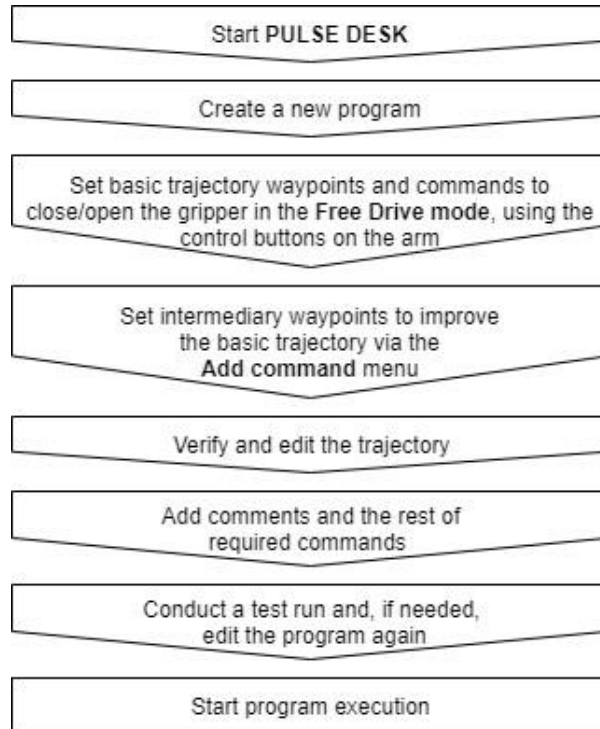 Start PULSE DESK
Create a new program
Set basic trajectory waypoints and commands to
close/open the gripper in the Free Drive mode, using the
control buttons on the arm
Set intermediary waypoints to improve
the basic trajectory via the
Add command menu
Verify and edit the trajectory
Add comments and the rest of
required commands
Conduct a test run and, if needed,
edit the program again
Start program execution